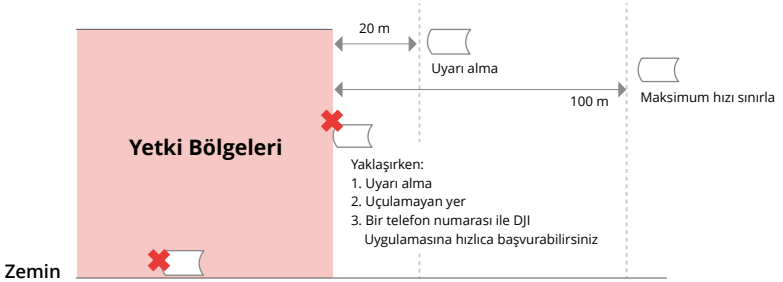 20 m
Uyarı alma
100 m
Maksimum hızı sınırla
Yetki Bölgeleri
Yaklaşırken:
1. Uyarı alma
2. Uçulamayan yer
3. Bir telefon numarası ile DJI
Uygulamasına hızlıca başvurabilirsiniz
Zemin